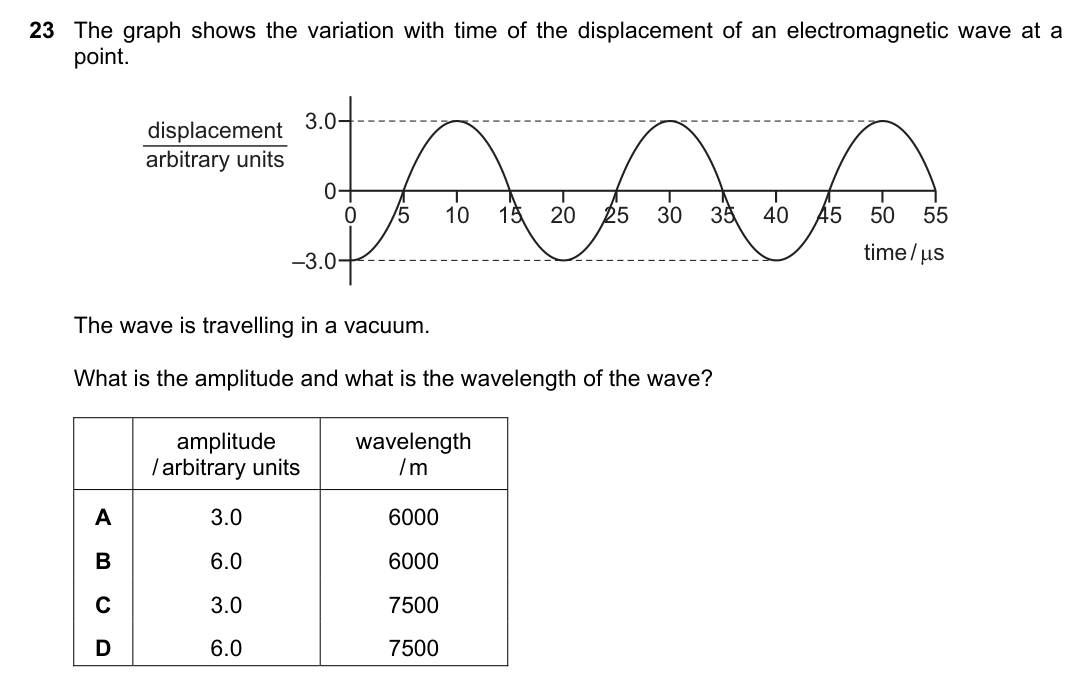 23 The graph shows the variation with time of the displacement of an electromagnetic wave at a
point.
displacement
arbitrary units
3.0
0
–3.0
0 5 10 15 20 25 30 35 40 45 50 55
time / μs
The wave is travelling in a vacuum.
What is the amplitude and what is the wavelength of the wave?
amplitude wavelength
/ arbitrary units / m
A 3.0 6000
B 6.0 6000
C 3.0 7500
D 6.0 7500